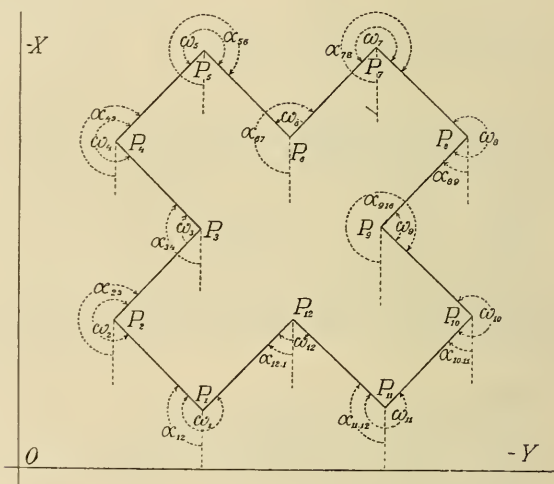 -X
ω₅ α₅₆ ω₇
P₅ α₇₈ P₇
α₄₅ ω₆
ω₄ P₄ α₆₇ P₆ P₈ ω₈
α₈₉
α₉₁₀
ω₃ P₃ P₉ ω₉
α₃₄
α₂₃
P₁₂
ω₂ P₂ P₁₀ ω₁₀
ω₁₂
α₁₂.₁ α₁₀.₁₁
P₁ P₁₁
α₁₂ ω₁ α₁₁.₁₂ ω₁₁
O -Y